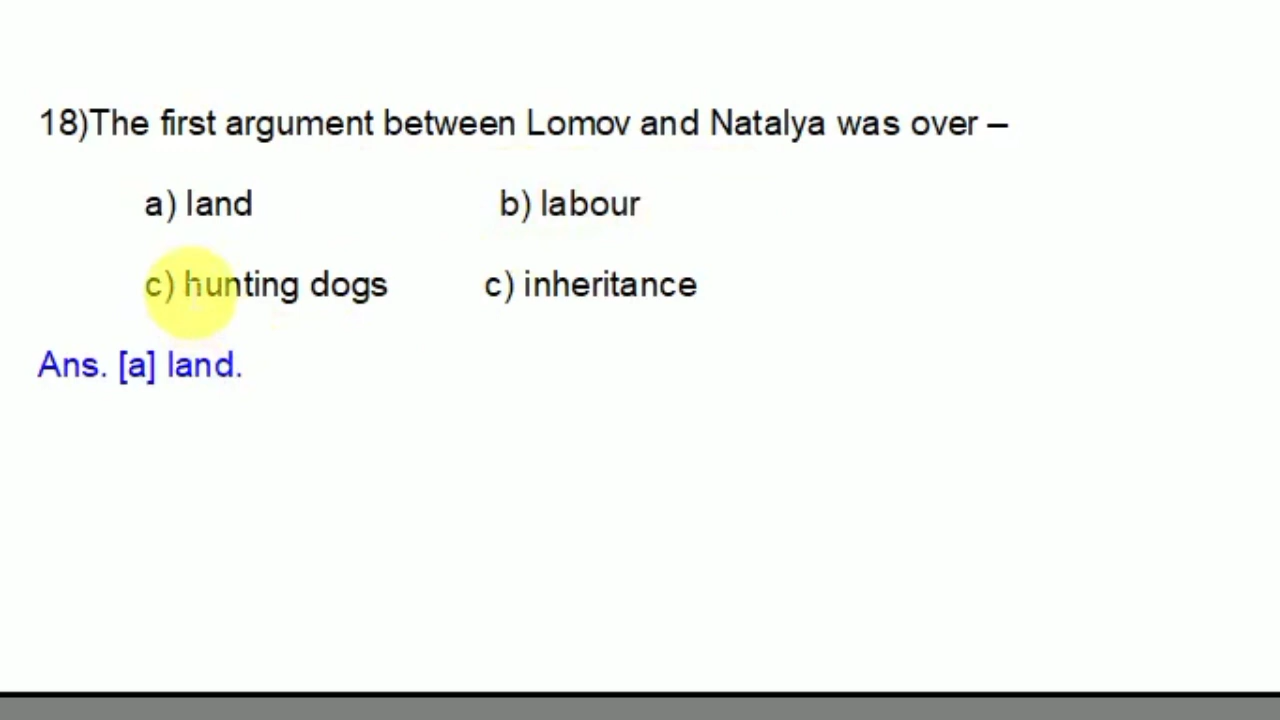 18)The first argument between Lomov and Natalya was over –
a) land b) labour
c) hunting dogs c) inheritance
Ans. [a] land.